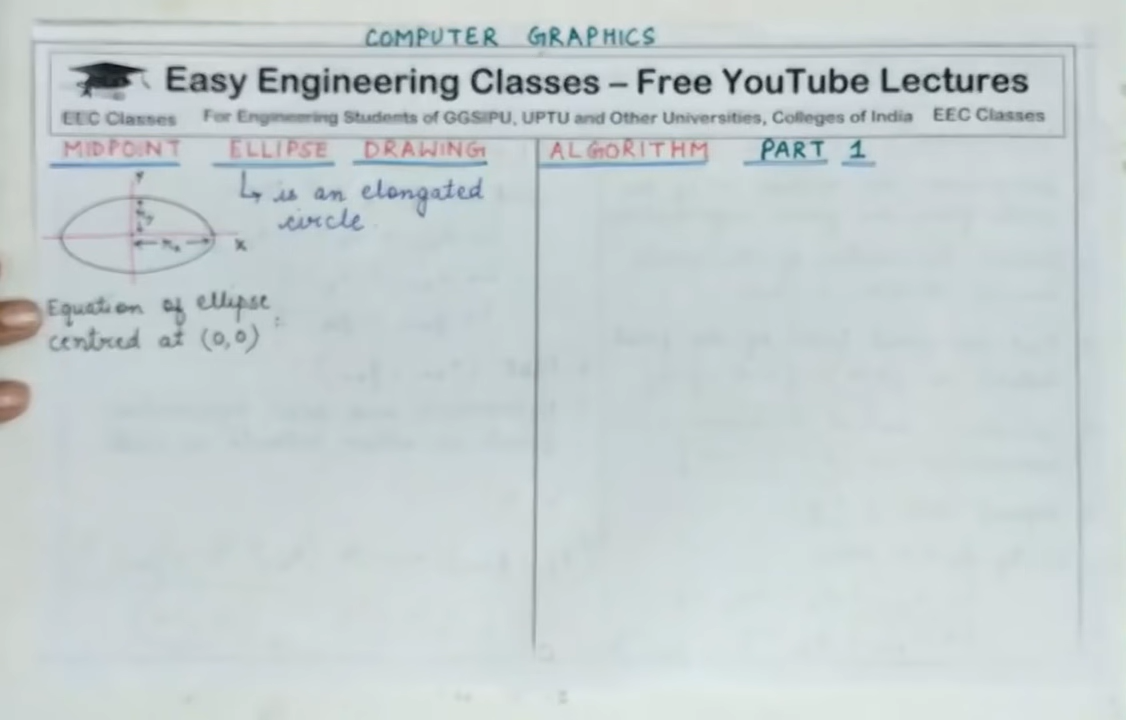 COMPUTER GRAPHICS
Easy Engineering Classes – Free YouTube Lectures
EEC Classes For Engineering Students of GGSIPU, UPTU and Other Universities, Colleges of India EEC Classes
MIDPOINT ELLIPSE DRAWING ALGORITHM PART 1
↳ is an elongated
circle.
y
x
Equation of ellipse
centred at (0,0) :